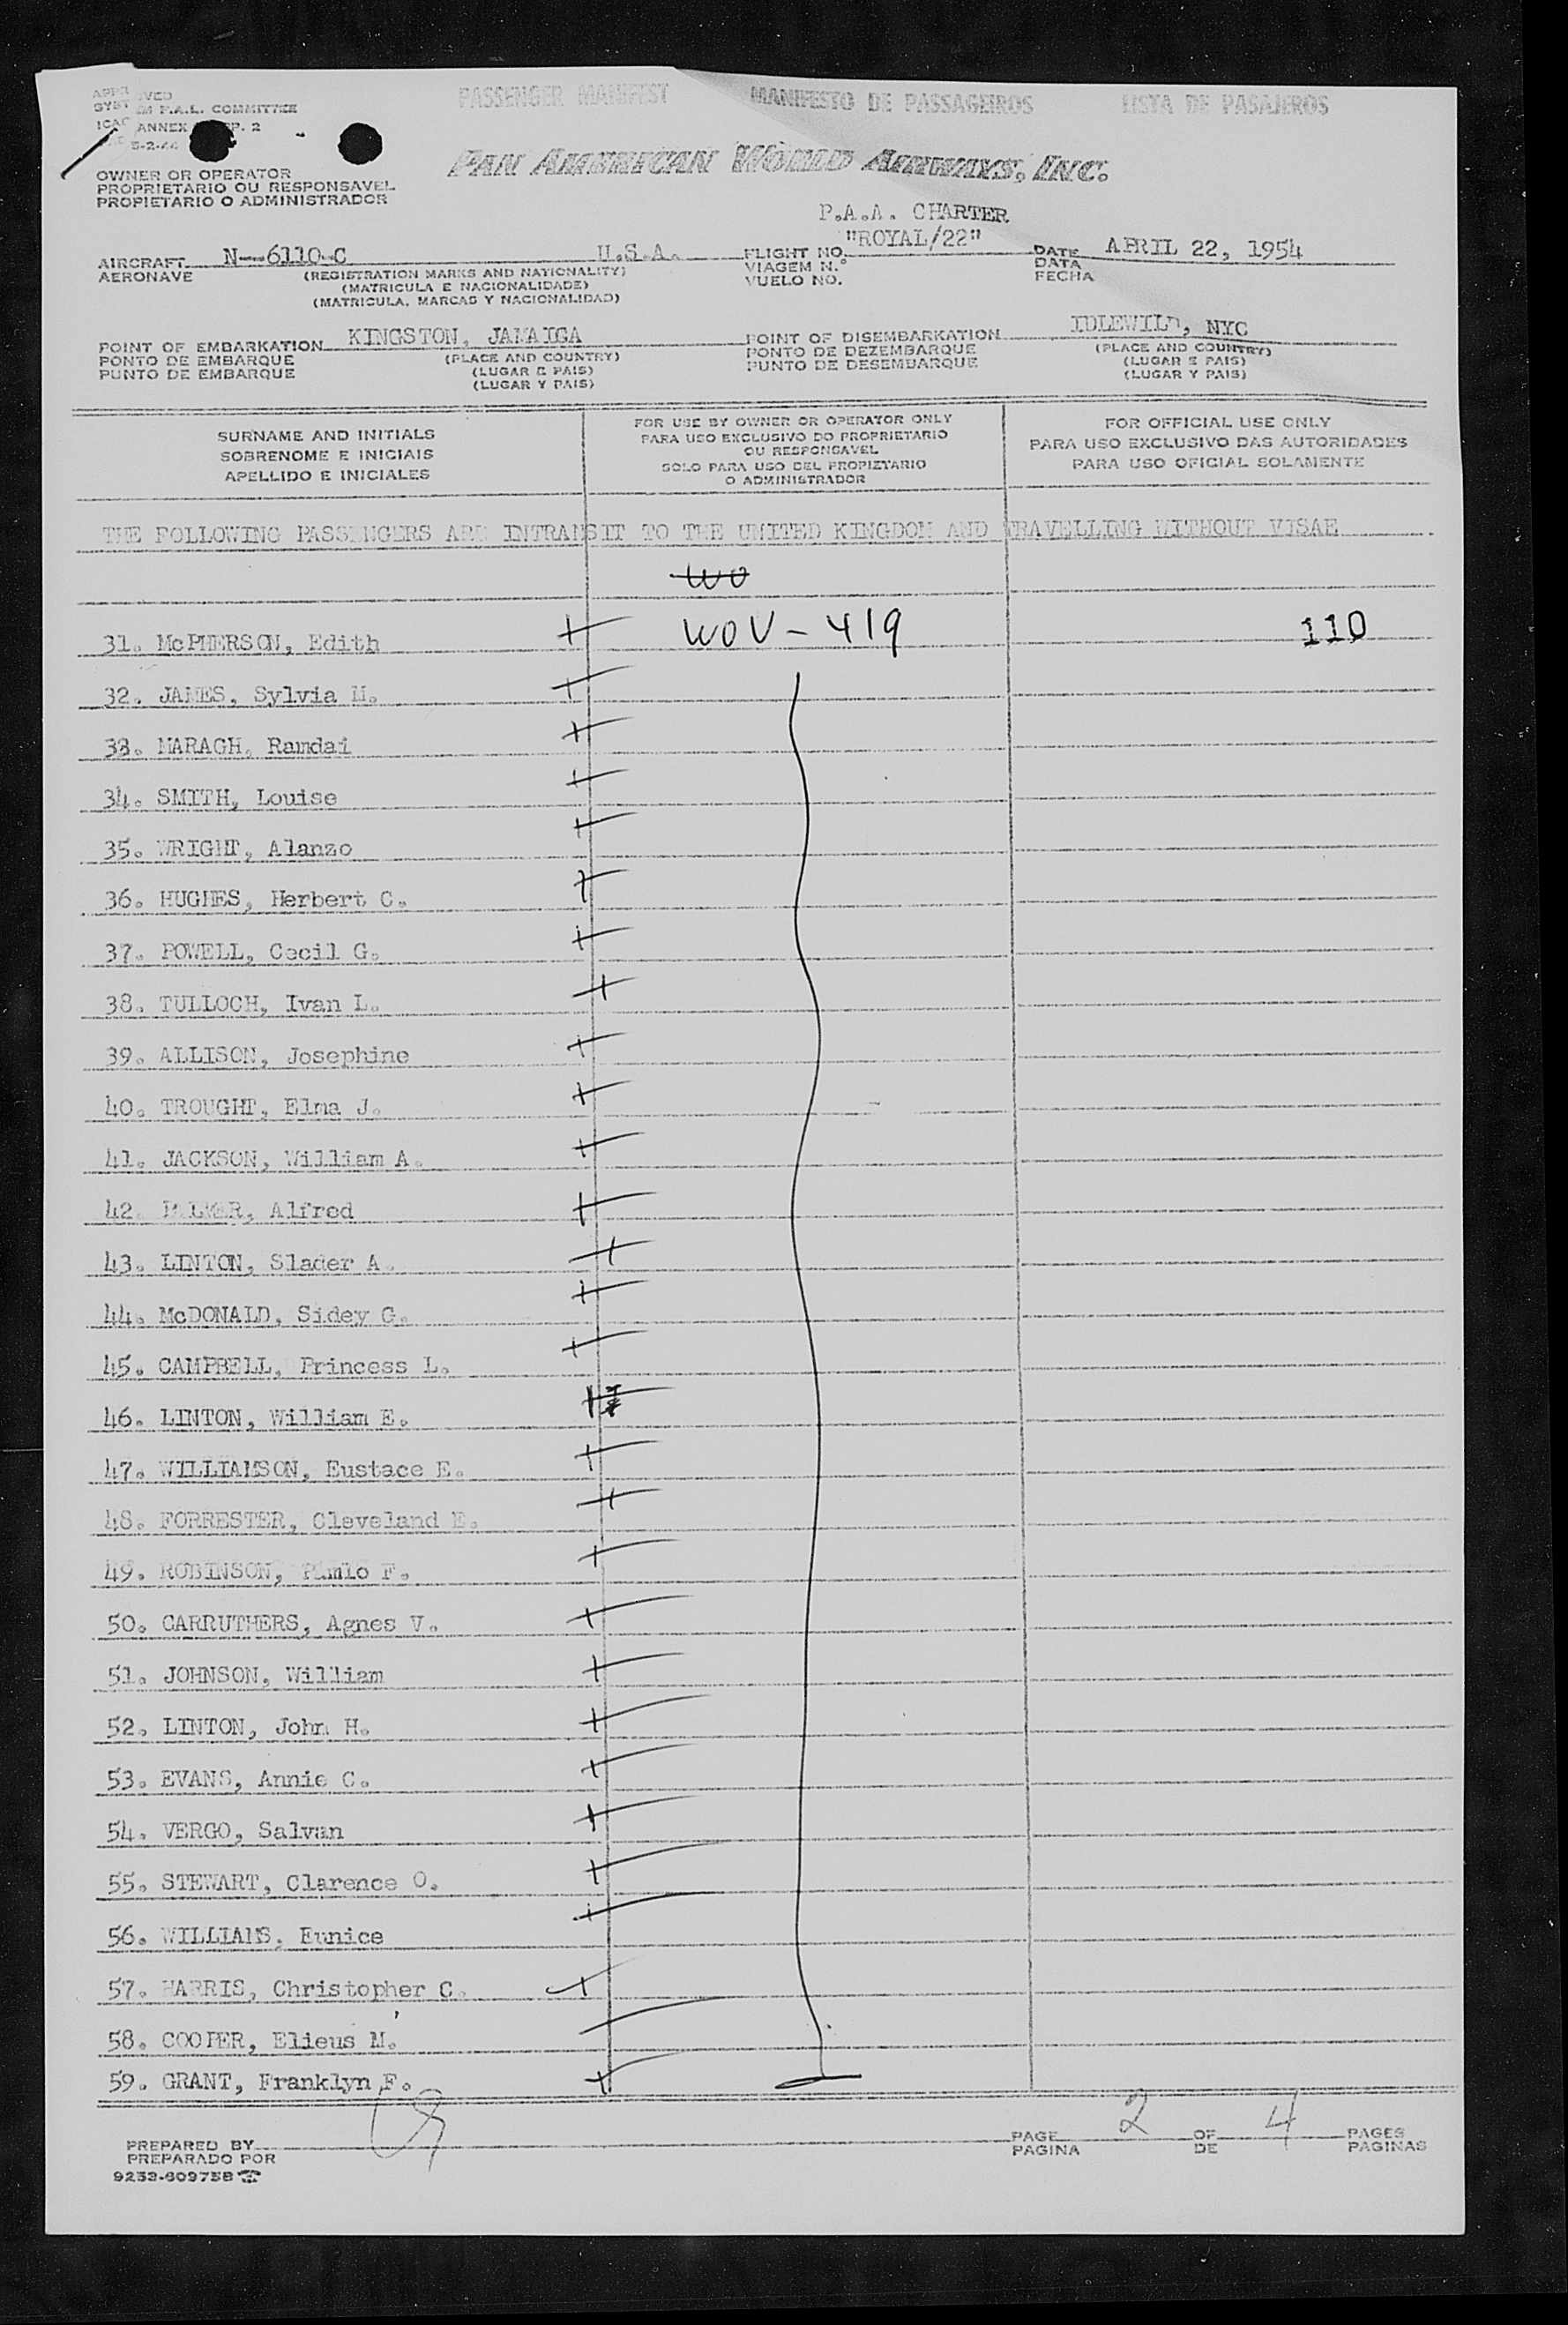 PASSENGER MANIFEST MANIFESTO DE PASSAGEIROS LISTA DE PASAJEROS
P.A.L. COMMITTEE
ANNEX
5-2-44
PAN AMERICAN WORLD AIRWAYS, INC.
OWNER OR OPERATOR
PROPRIETARIO OU RESPONSAVEL
PROPIETARIO O ADMINISTRADOR
P.A.A. CHARTER
AIRCRAFT N--6110-C U.S.A. FLIGHT NO. "ROYAL/22" DATE APRIL 22, 1954
AERONAVE (REGISTRATION MARKS AND NATIONALITY) VIAGEM N.° DATA
(MATRICULA E NACIONALIDADE) VUELO NO. FECHA
(MATRICULA, MARCAS Y NACIONALIDAD)
POINT OF EMBARKATION KINGSTON, JAMAICA POINT OF DISEMBARKATION IDLEWILD, NYC
PONTO DE EMBARQUE (PLACE AND COUNTRY) PONTO DE DEZEMBARQUE (PLACE AND COUNTRY)
PUNTO DE EMBARQUE (LUGAR E PAIS) PUNTO DE DESEMBARQUE (LUGAR E PAIS)
(LUGAR Y PAIS) (LUGAR Y PAIS)
SURNAME AND INITIALS
SOBRENOME E INICIAIS
APELLIDO E INICIALES
FOR USE BY OWNER OR OPERATOR ONLY
PARA USO EXCLUSIVO DO PROPRIETARIO
OU RESPONSAVEL
SOLO PARA USO DEL PROPIETARIO
O ADMINISTRADOR
FOR OFFICIAL USE ONLY
PARA USO EXCLUSIVO DAS AUTORIDADES
PARA USO OFICIAL SOLAMENTE
THE FOLLOWING PASSENGERS ARE INTRANSIT TO THE UNITED KINGDOM AND TRAVELLING WITHOUT VISAE
WO
31. McPHERSON, Edith WOV-419 110
32. JAMES, Sylvia M.
33. MARAGH, Ramdai
34. SMITH, Louise
35. WRIGHT, Alanzo
36. HUGHES, Herbert C.
37. POWELL, Cecil G.
38. TULLOCH, Ivan L.
39. ALLISON, Josephine
40. TROUGHT, Elma J.
41. JACKSON, William A.
42. Alfred
43. LINTON, Slader A.
44. McDONALD, Sidey G.
45. CAMPBELL, Princess L.
46. LINTON, William E.
47. WILLIAMSON, Eustace E.
48. FORRESTER, Cleveland E.
49. ROBINSON, F.
50. CARRUTHERS, Agnes V.
51. JOHNSON, William
52. LINTON, John H.
53. EVANS, Annie C.
54. VERGO, Salvan
55. STEWART, Clarence O.
56. WILLIAMS, Eunice
57. HARRIS, Christopher C.
58. COOPER, Elieus M.
59. GRANT, Franklyn F.
PREPARED BY PAGE 2 OF 4 PAGES
PREPARADO POR PAGINA DE PAGINAS
9253-609758